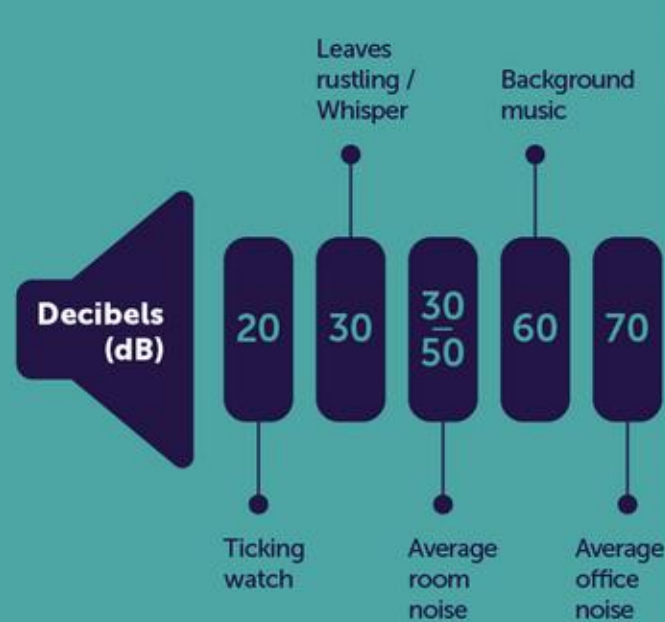 Leaves
rustling /
Whisper
Background
music
Decibels
(dB)
20
30
30
50
60
70
Ticking
watch
Average
room
noise
Average
office
noise